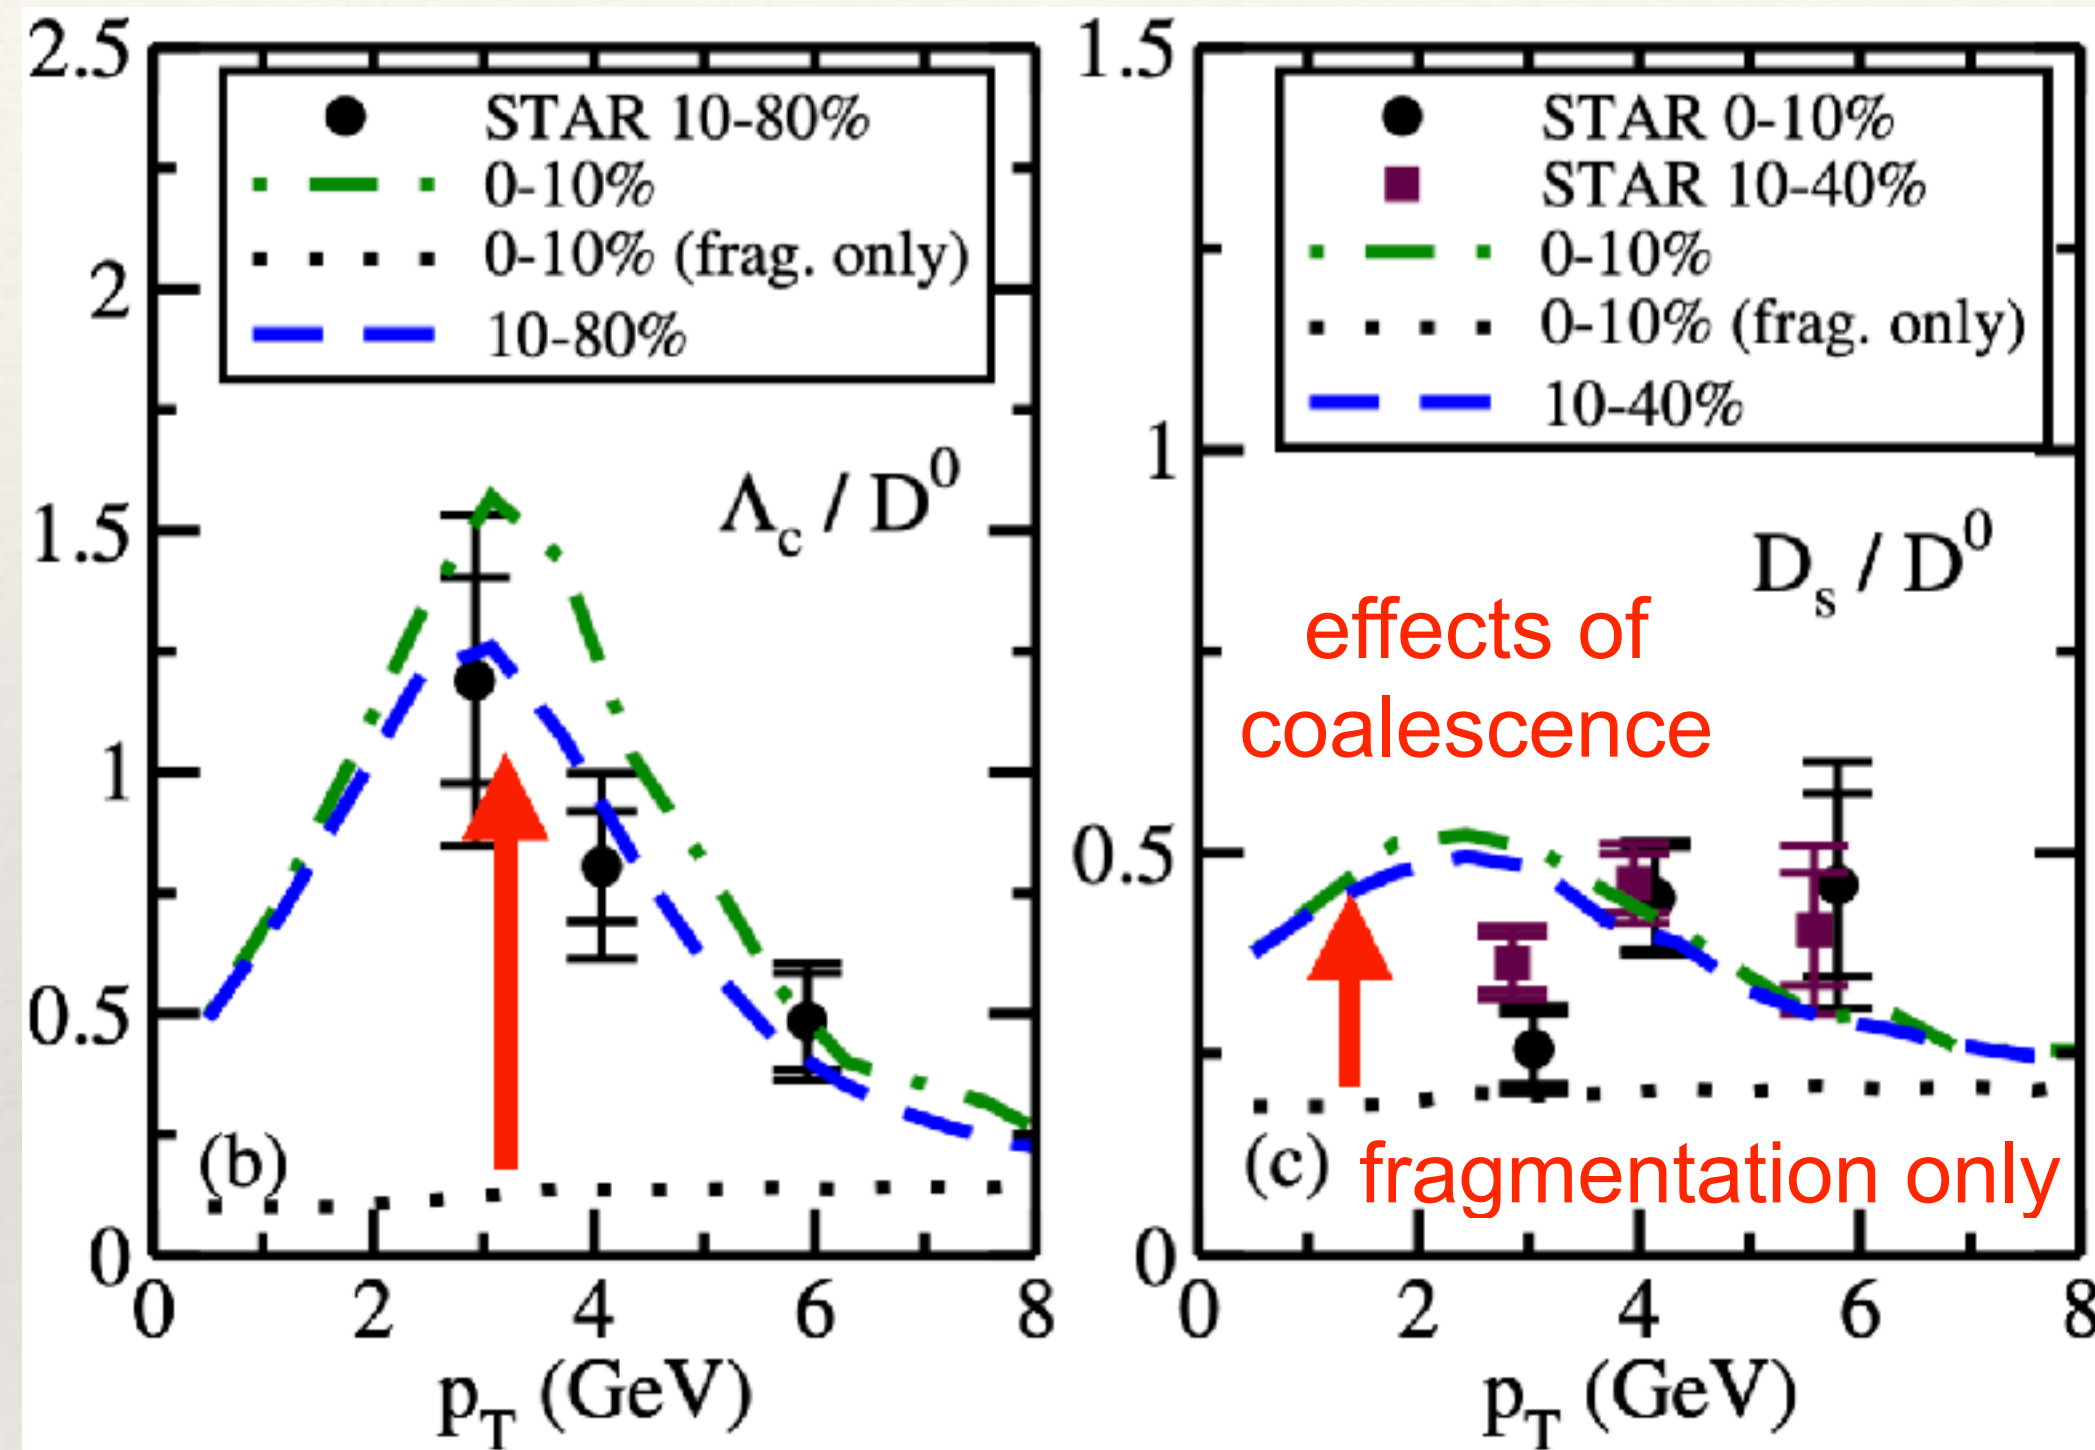 2.5
2
1.5
1
0.5
0
STAR 10-80%
0-10%
0-10% (frag. only)
10-80%
Λc / D0
(b)
0 2 4 6 8
pT (GeV)
1.5
1
0.5
0
STAR 0-10%
STAR 10-40%
0-10%
0-10% (frag. only)
10-40%
Ds / D0
effects of
coalescence
(c) fragmentation only
0 2 4 6 8
pT (GeV)